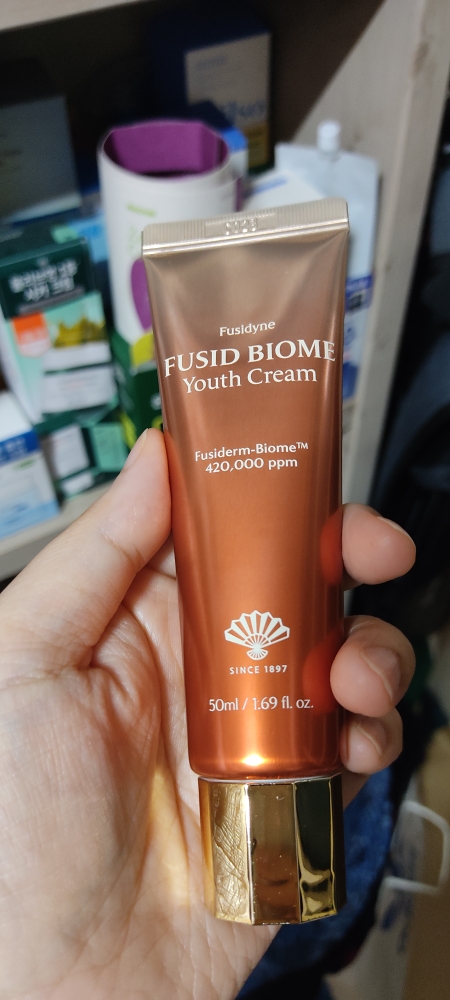 Fusidyne
FUSID BIOME
Youth Cream
Fusiderm-Biome™
420,000 ppm
SINCE 1897
50ml / 1.69 fl. oz.